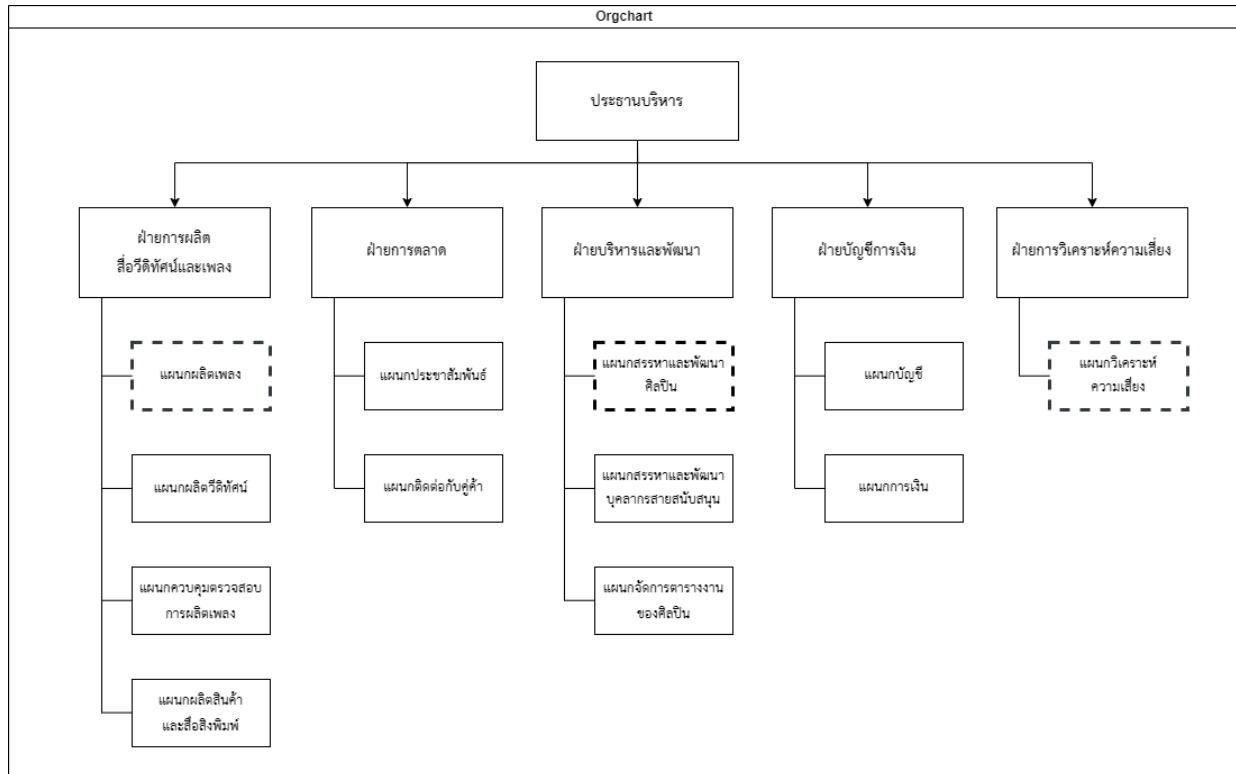 Orgchart
ประธานบริหาร
ฝ่ายการผลิต
สื่อวีดิทัศน์และเพลง
ฝ่ายการตลาด
ฝ่ายบริหารและพัฒนา
ฝ่ายบัญชีการเงิน
ฝ่ายการวิเคราะห์ความเสี่ยง
แผนกผลิตเพลง
แผนกประชาสัมพันธ์
แผนกสรรหาและพัฒนา
ศิลปิน
แผนกบัญชี
แผนกวิเคราะห์
ความเสี่ยง
แผนกผลิตวีดิทัศน์
แผนกติดต่อกับคู่ค้า
แผนกสรรหาและพัฒนา
บุคลากรสายสนับสนุน
แผนกการเงิน
แผนกควบคุมตรวจสอบ
การผลิตเพลง
แผนกจัดการตารางงาน
ของศิลปิน
แผนกผลิตสินค้า
และสื่อสิ่งพิมพ์